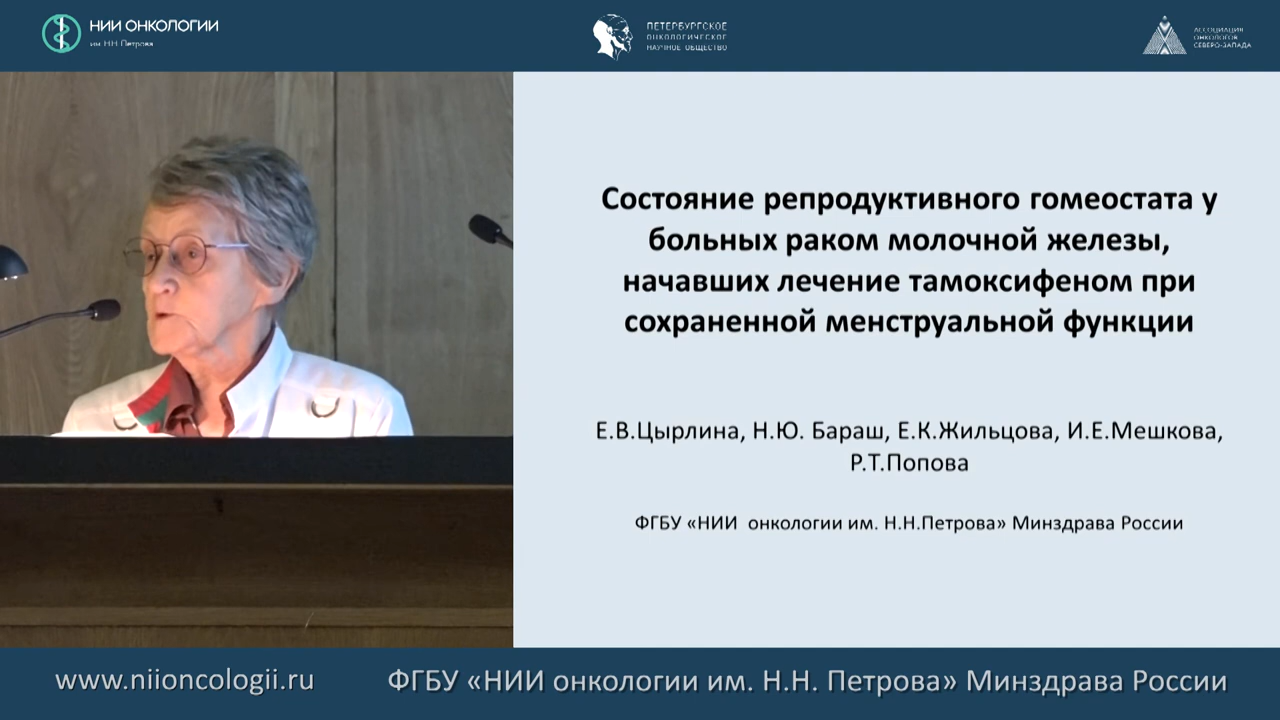 НИИ ОНКОЛОГИИ
им. Н.Н. Петрова
ПЕТЕРБУРГСКОЕ
ОНКОЛОГИЧЕСКОЕ
НАУЧНОЕ ОБЩЕСТВО
АССОЦИАЦИЯ
ОНКОЛОГОВ
СЕВЕРО-ЗАПАДА
Состояние репродуктивного гомеостата у
больных раком молочной железы,
начавших лечение тамоксифеном при
сохраненной менструальной функции
Е.В.Цырлина, Н.Ю. Бараш, Е.К.Жильцова, И.Е.Мешкова,
Р.Т.Попова
ФГБУ «НИИ онкологии им. Н.Н.Петрова» Минздрава России
www.niioncologii.ru
ФГБУ «НИИ онкологии им. Н.Н. Петрова» Минздрава России